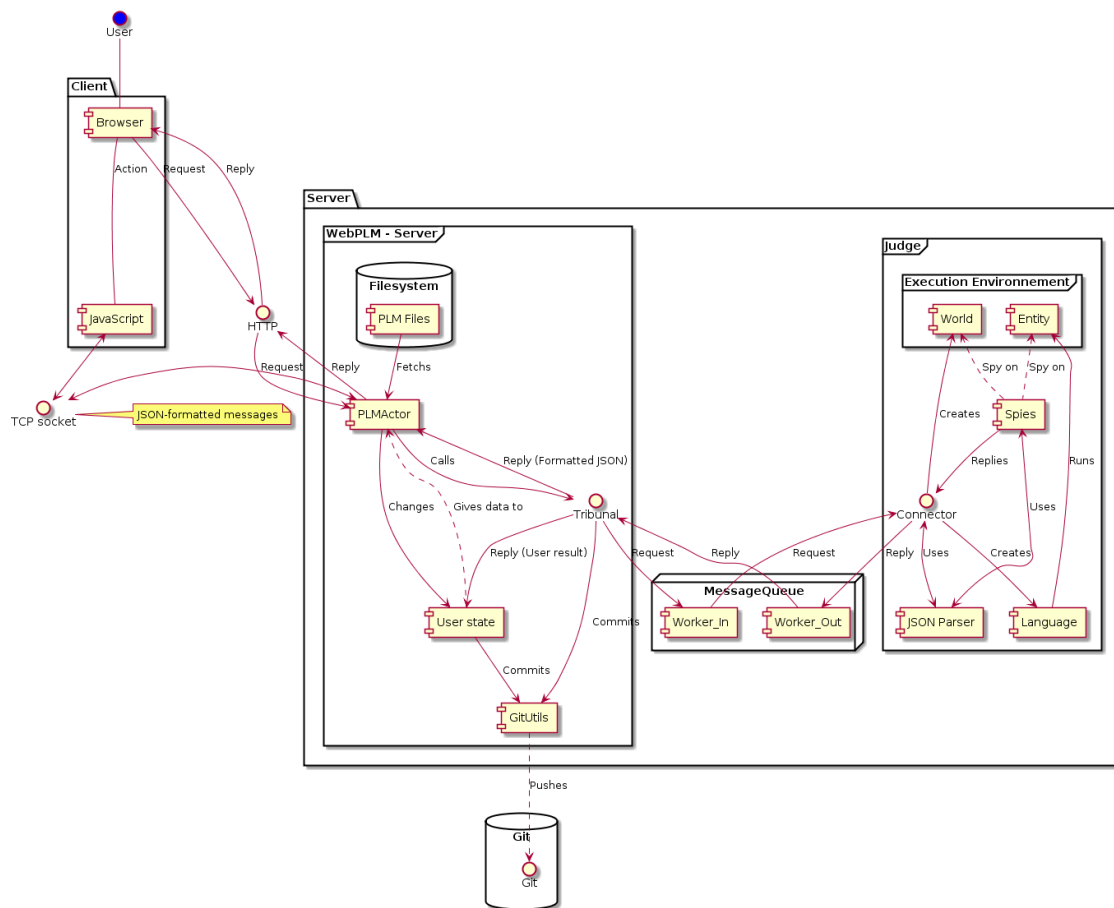 User
Client
Browser
Action
Request
Reply
Server
WebPLM - Server
Judge
Filesystem
Execution Environnement
PLM Files
World
Entity
JavaScript
HTTP
Request
Reply
Fetchs
Spy on
Spy on
TCP socket
JSON-formatted messages
PLMActor
Spies
Creates
Calls
Reply (Formatted JSON)
Replies
Runs
Changes
Gives data to
Uses
Tribunal
Connector
Reply (User result)
Request
Reply
Request
Reply
Uses
Creates
MessageQueue
User state
Worker_In
Worker_Out
JSON Parser
Language
Commits
Commits
GitUtils
Pushes
Git
Git